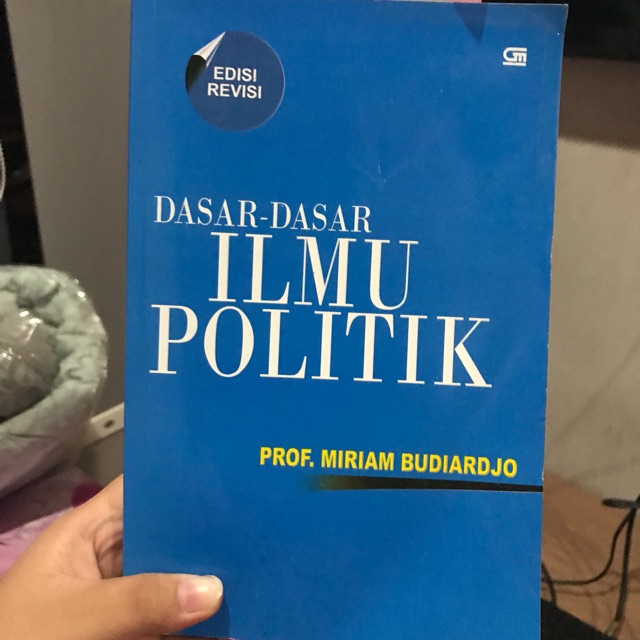 EDISI
REVISI
DASAR-DASAR
ILMU
POLITIK
PROF. MIRIAM BUDIARDJO